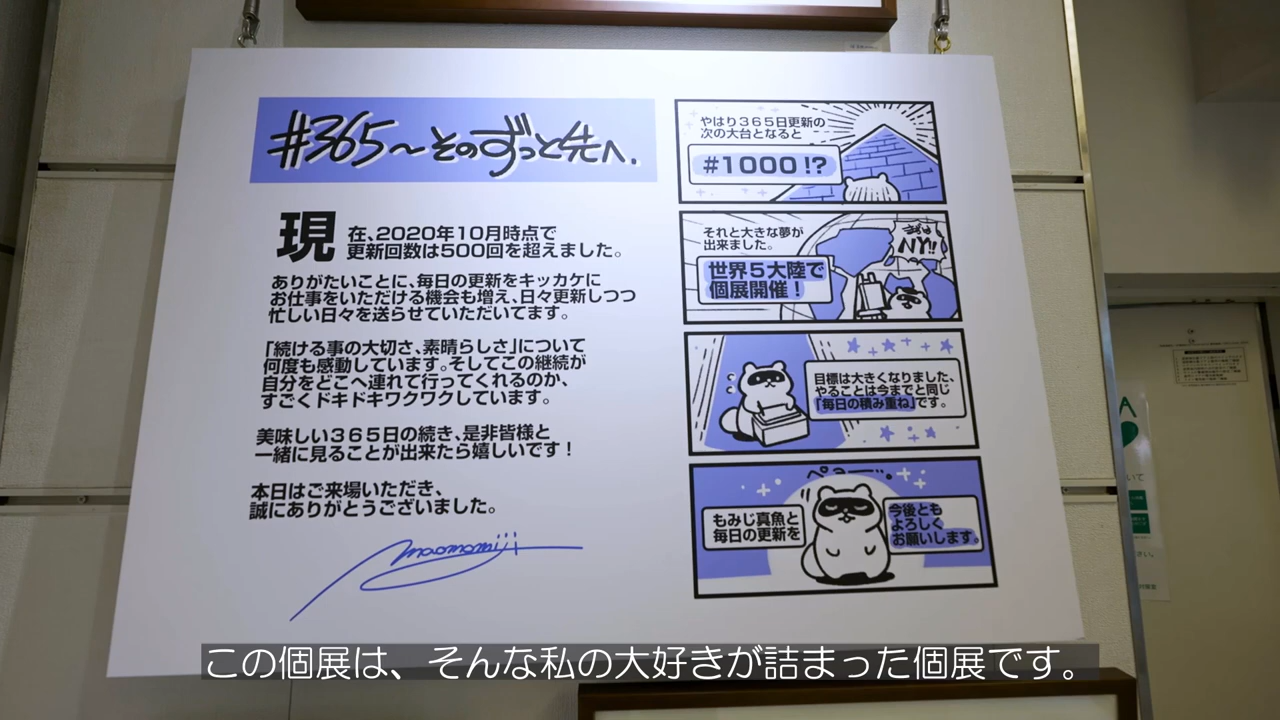 #365〜そのずっと先へ.
現在、2020年10月時点で
更新回数は500回を超えました。
ありがたいことに、毎日の更新をキッカケに
お仕事をいただける機会も増え、日々更新しつつ
忙しい日々を送らせていただいてます。
「続ける事の大切さ、素晴らしさ」について
何度も感動しています。そしてこの継続が
自分をどこへ連れて行ってくれるのか、
すごくドキドキワクワクしています。
美味しい365日の続き、是非皆様と
一緒に見ることが出来たら嬉しいです！
本日はご来場いただき、
誠にありがとうございました。
maomomiji
やはり365日更新の
次の大台となると
#1000!?
それと大きな夢が
出来ました。
世界5大陸で
個展開催！
まずは
NY!!
目標は大きくなりました、
やることは今までと同じ
「毎日の積み重ね」です。
ペコー…。
もみじ真魚と
毎日の更新を
今後とも
よろしく
お願いします。
この個展は、そんな私の大好きが詰まった個展です。